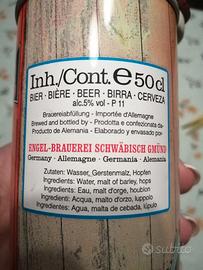 Inh./Cont. ℮ 50cl
BIER · BIÈRE · BEER · BIRRA · CERVEZA
alc.5% vol - P 11
Brauereiabfüllung - Importée d'Allemagne
Brewed and bottled by - Prodotta e confezionata da-
Producto de Alemania - Elaborado y envasado por-
ENGEL-BRAUEREI SCHWÄBISCH GMÜND
Germany · Allemagne · Germania · Alemania
Zutaten: Wasser, Gerstenmalz, Hopfen
Ingredients: Water, malt of barley, hops
Ingrédients: Eau, malt d'orge, houblon
Ingredienti: Acqua, malto d'orzo, luppolo
Ingredientes: Agua, malta de cebada, lúpulo
subito